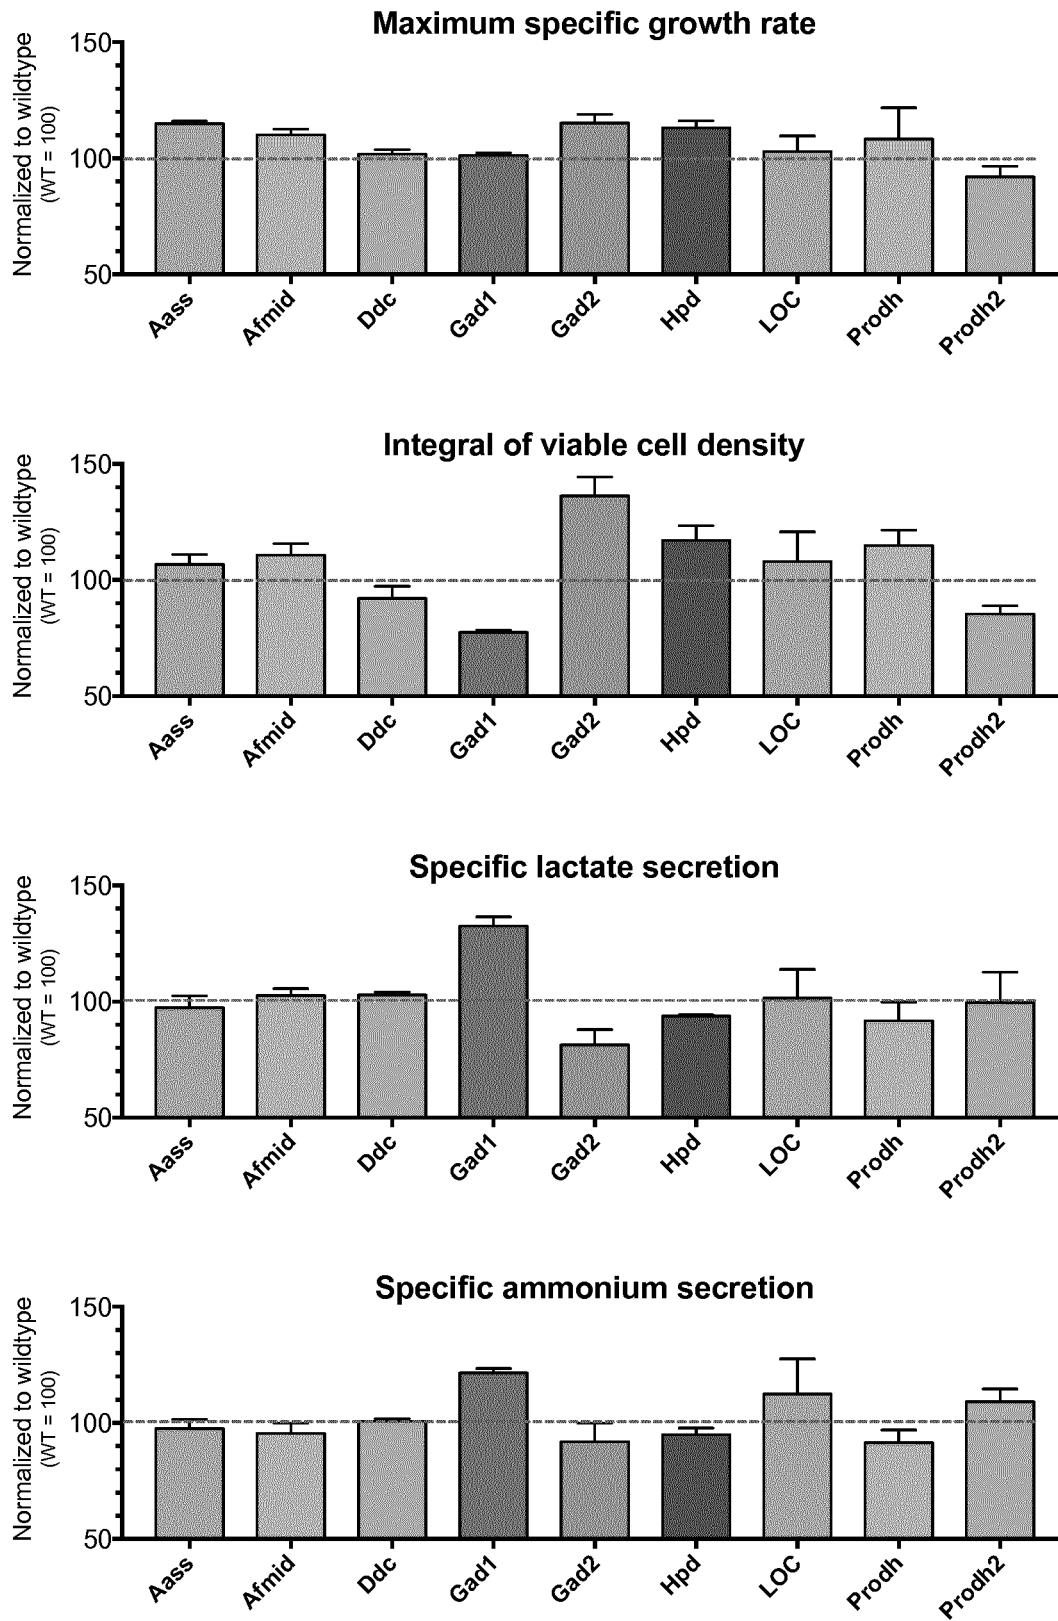 Maximum specific growth rate
Normalized to wildtype
(WT = 100)
150
100
50
Aass
Afmid
Ddc
Gad1
Gad2
Hpd
LOC
Prodh
Prodh2
Integral of viable cell density
Normalized to wildtype
(WT = 100)
150
100
50
Aass
Afmid
Ddc
Gad1
Gad2
Hpd
LOC
Prodh
Prodh2
Specific lactate secretion
Normalized to wildtype
(WT = 100)
150
100
50
Aass
Afmid
Ddc
Gad1
Gad2
Hpd
LOC
Prodh
Prodh2
Specific ammonium secretion
Normalized to wildtype
(WT = 100)
150
100
50
Aass
Afmid
Ddc
Gad1
Gad2
Hpd
LOC
Prodh
Prodh2